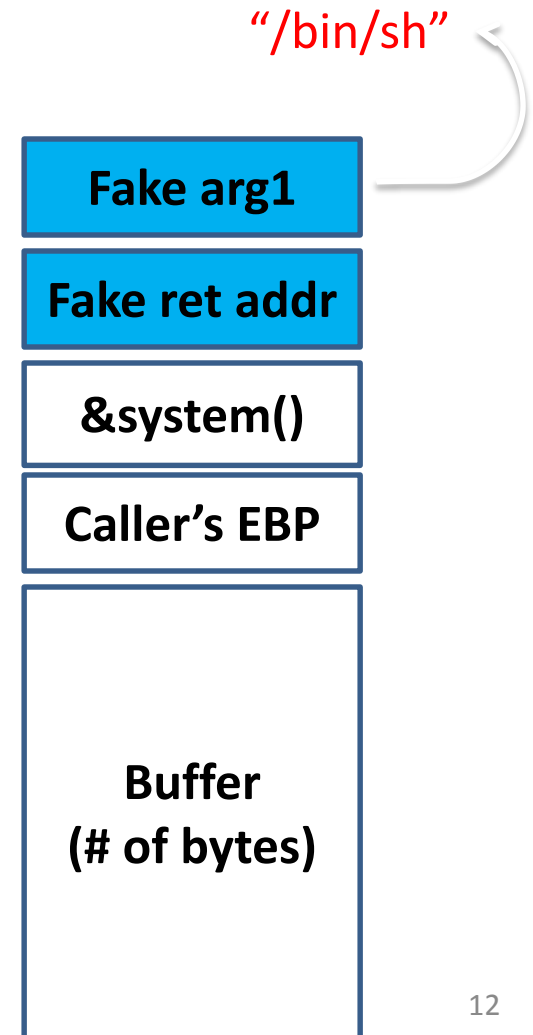 “/bin/sh”
Fake arg1
Fake ret addr
&system()
Caller’s EBP
Buffer
(# of bytes)
12